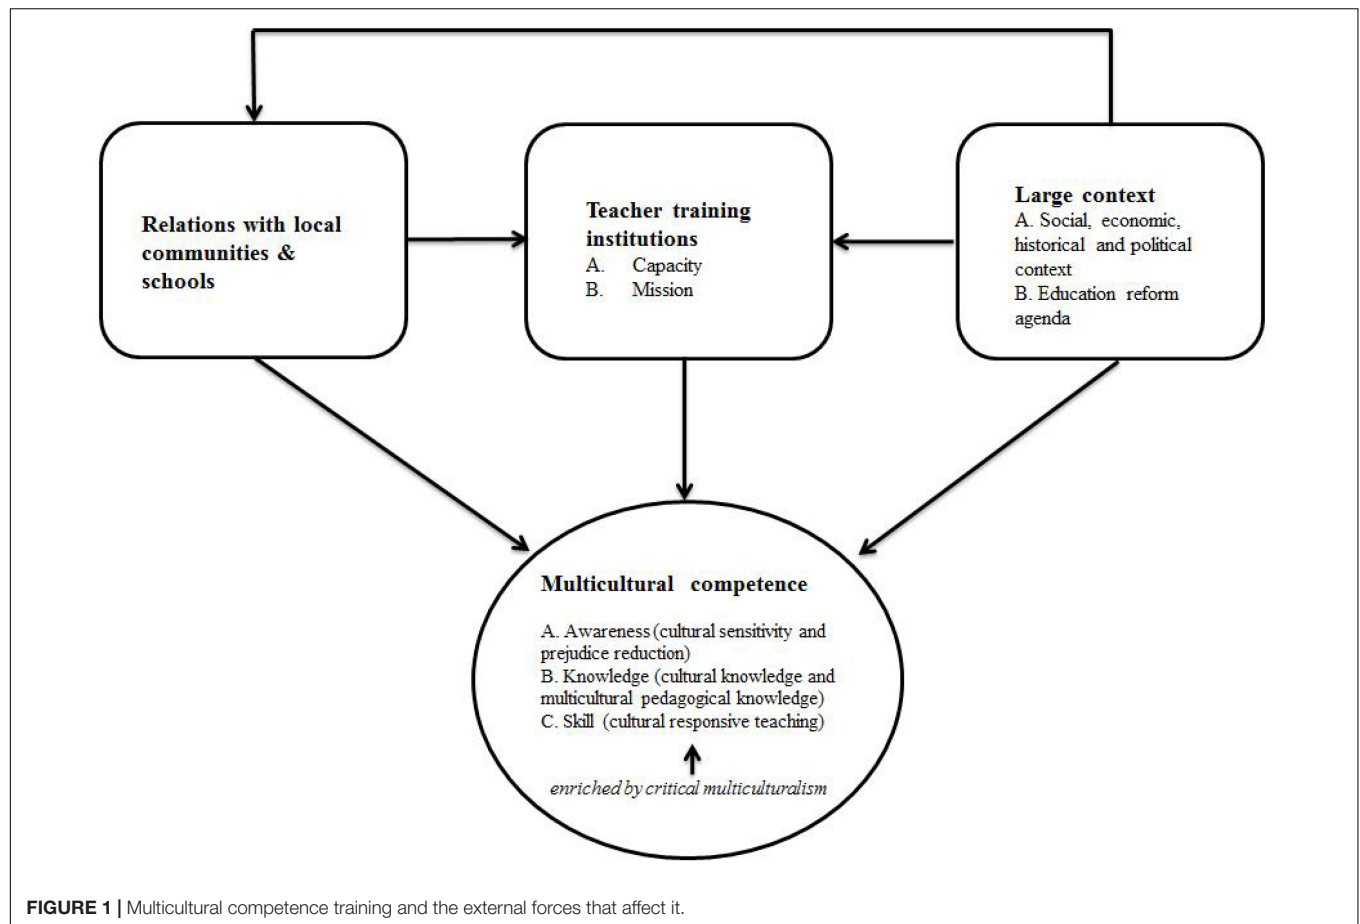 Relations with local
communities &
schools
Teacher training
institutions
A. Capacity
B. Mission
Large context
A. Social, economic,
historical and political
context
B. Education reform
agenda
Multicultural competence
A. Awareness (cultural sensitivity and
prejudice reduction)
B. Knowledge (cultural knowledge and
multicultural pedagogical knowledge)
C. Skill (cultural responsive teaching)
enriched by critical multiculturalism
FIGURE 1 | Multicultural competence training and the external forces that affect it.